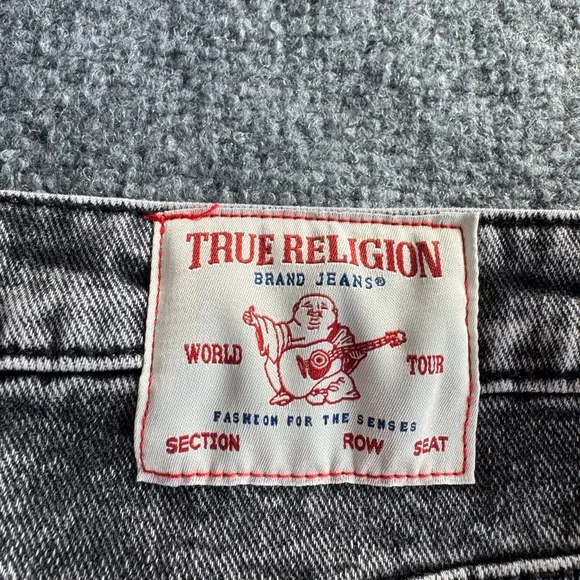 TRUE RELIGION
BRAND JEANS®
WORLD TOUR
FASHION FOR THE SENSES
SECTION ROW SEAT